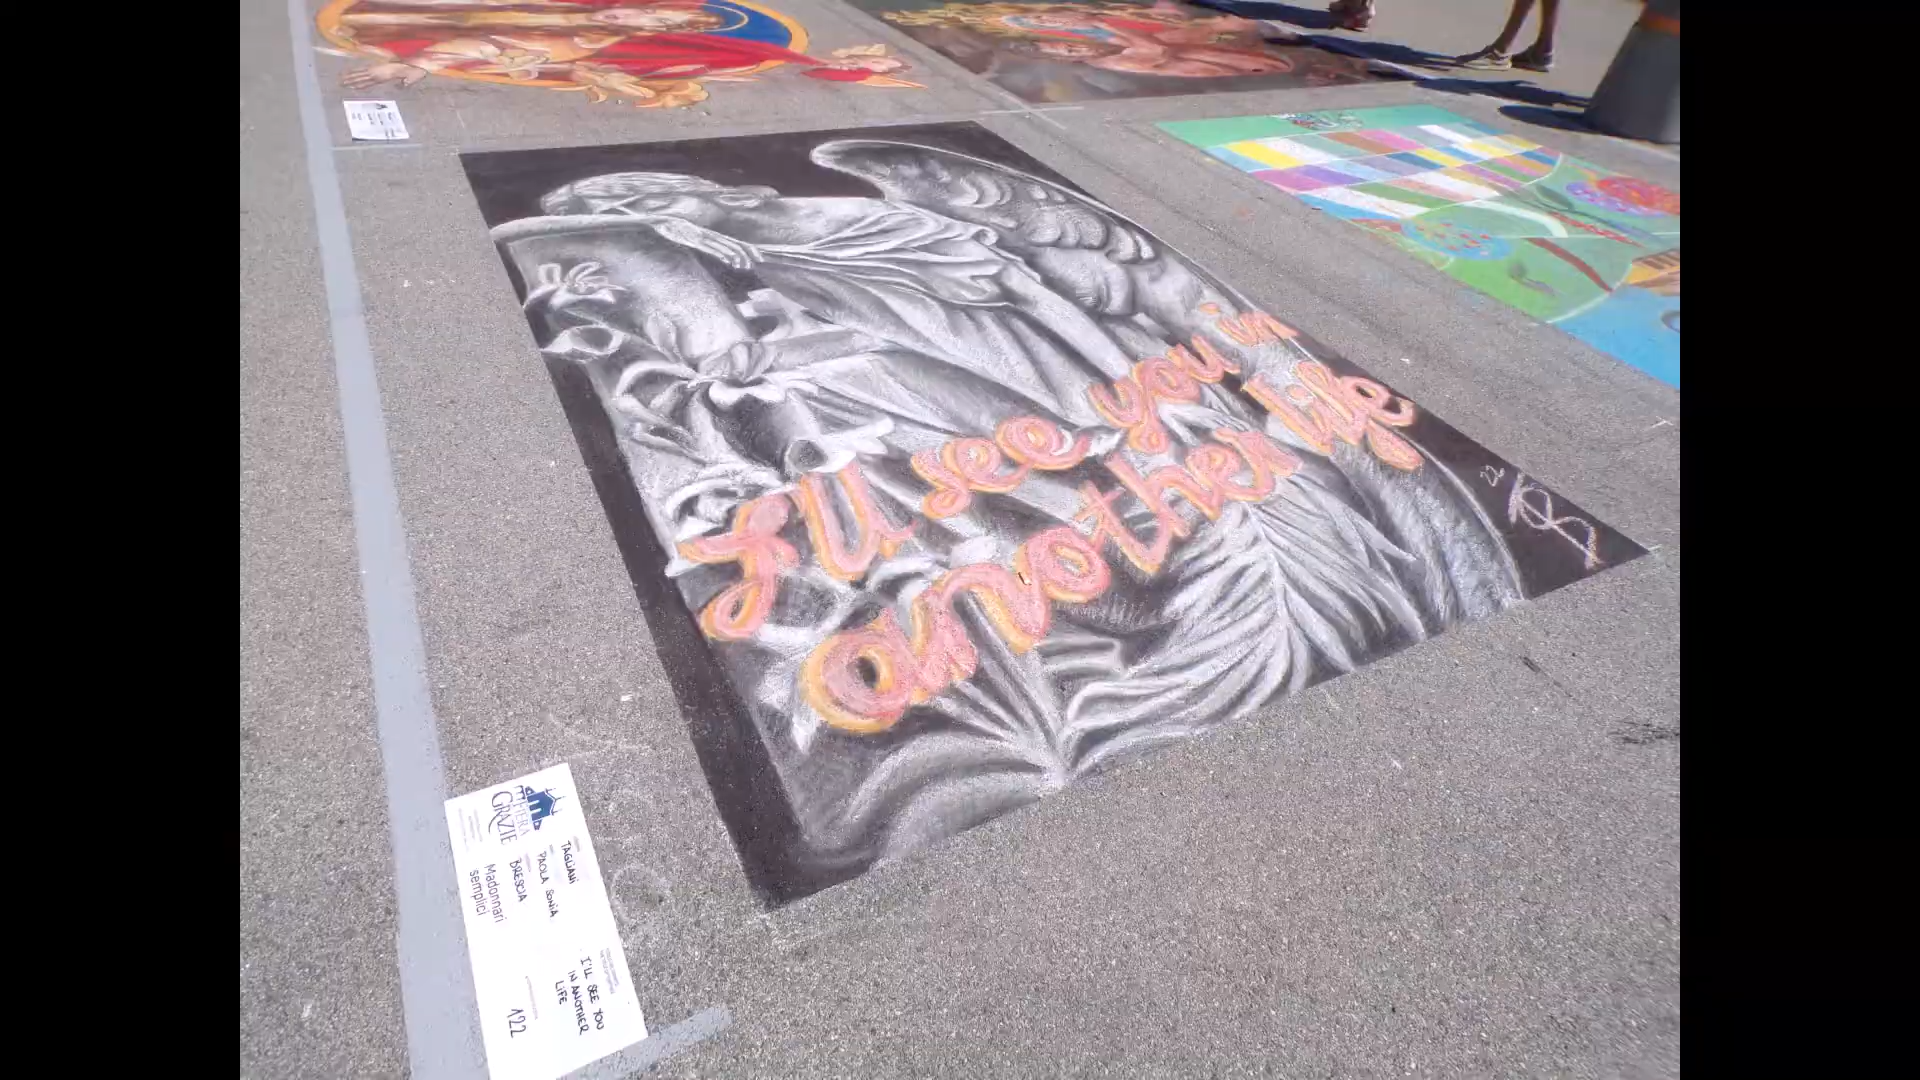 I'll see you in
another life
22
FIERA
GRAZIE
TAGLIANI
PAOLA SONIA
BRESCIA
Madonnari
semplici
I'LL SEE YOU
IN ANOTHER
LIFE
122